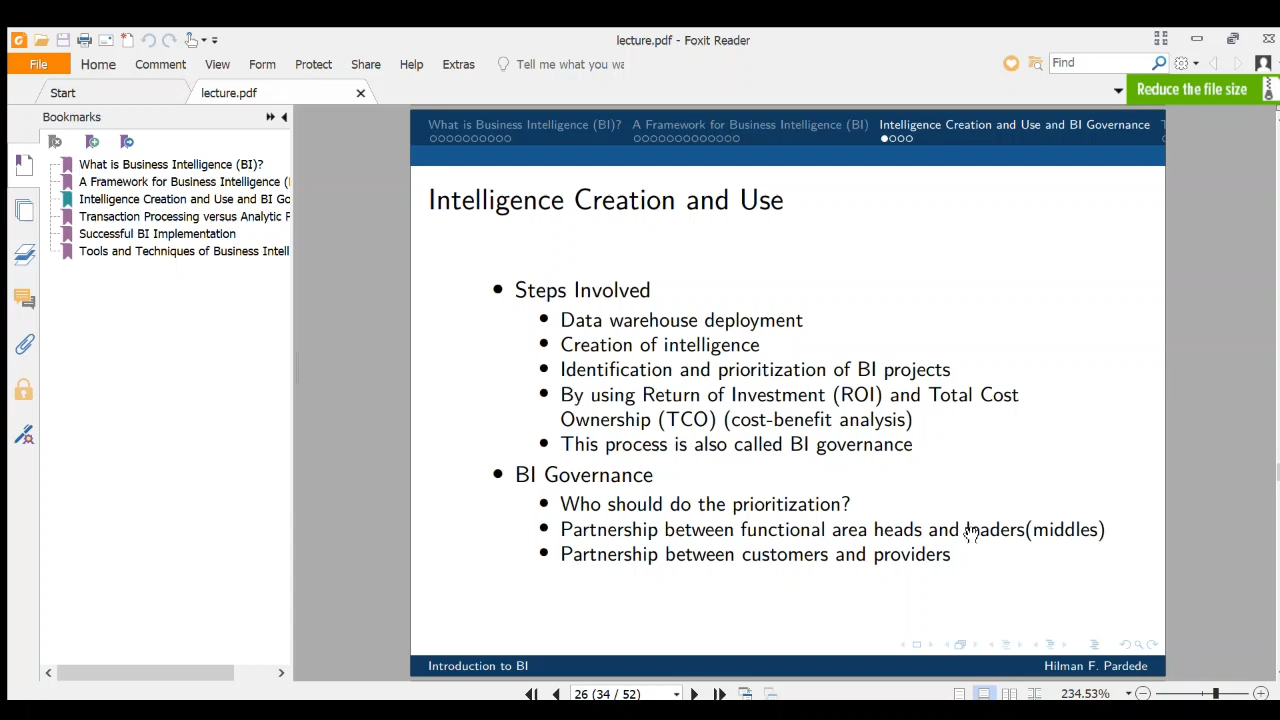 lecture.pdf - Foxit Reader
File Home Comment View Form Protect Share Help Extras Tell me what you wa Find
Start lecture.pdf Reduce the file size
Bookmarks
What is Business Intelligence (BI)?
A Framework for Business Intelligence (
Intelligence Creation and Use and BI Go
Transaction Processing versus Analytic P
Successful BI Implementation
Tools and Techniques of Business Intell
What is Business Intelligence (BI)? A Framework for Business Intelligence (BI) Intelligence Creation and Use and BI Governance
Intelligence Creation and Use
• Steps Involved
• Data warehouse deployment
• Creation of intelligence
• Identification and prioritization of BI projects
• By using Return of Investment (ROI) and Total Cost
Ownership (TCO) (cost-benefit analysis)
• This process is also called BI governance
• BI Governance
• Who should do the prioritization?
• Partnership between functional area heads and leaders(middles)
• Partnership between customers and providers
Introduction to BI Hilman F. Pardede
26 (34 / 52) 234.53%